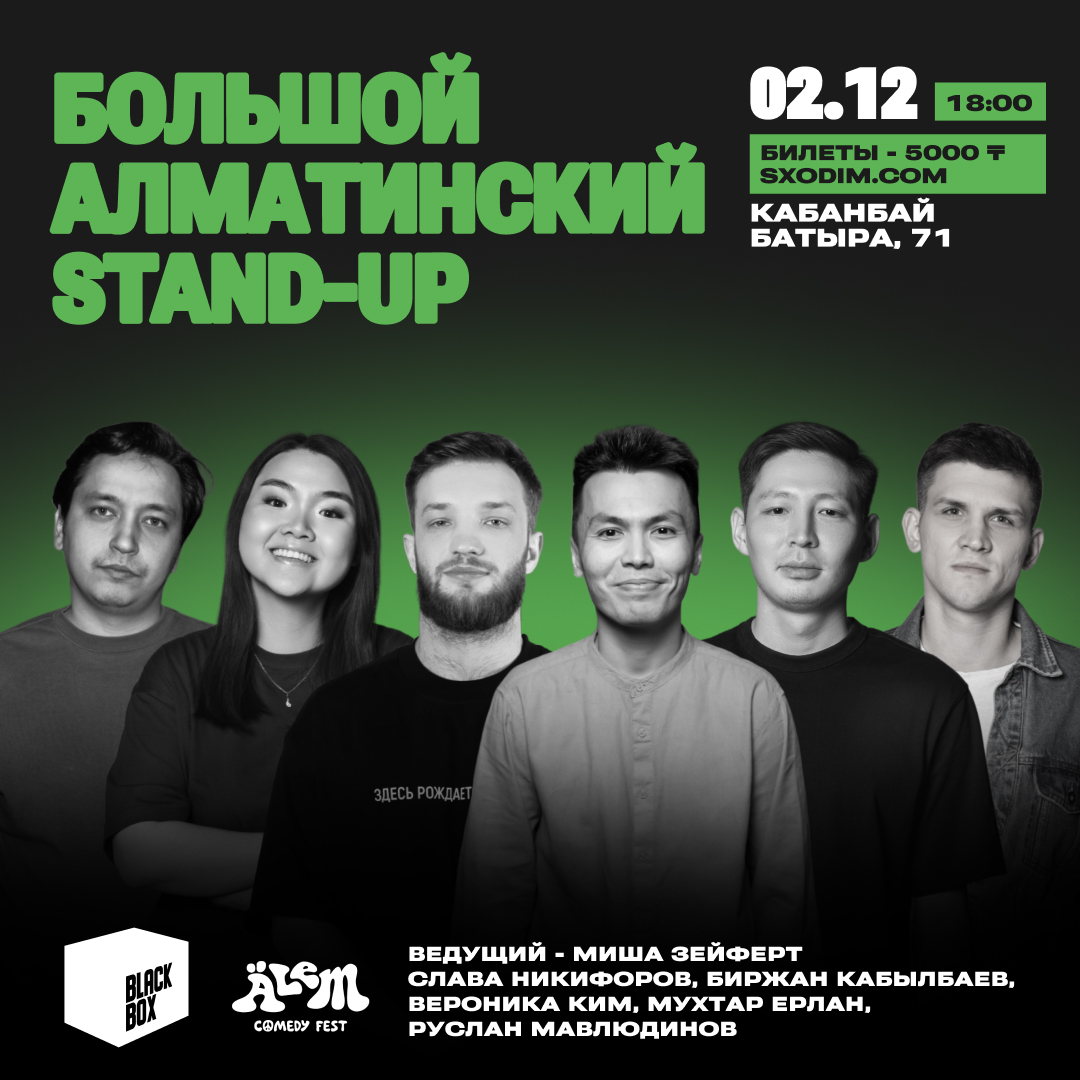 БОЛЬШОЙ
АЛМАТИНСКИЙ
STAND-UP
02.12
18:00
БИЛЕТЫ - 5000 ₸
SXODIM.COM
КАБАНБАЙ
БАТЫРА, 71
ЗДЕСЬ РОЖДАЕТ
BLACK
BOX
ÄLEM
COMEDY FEST
ВЕДУЩИЙ - МИША ЗЕЙФЕРТ
СЛАВА НИКИФОРОВ, БИРЖАН КАБЫЛБАЕВ,
ВЕРОНИКА КИМ, МУХТАР ЕРЛАН,
РУСЛАН МАВЛЮДИНОВ